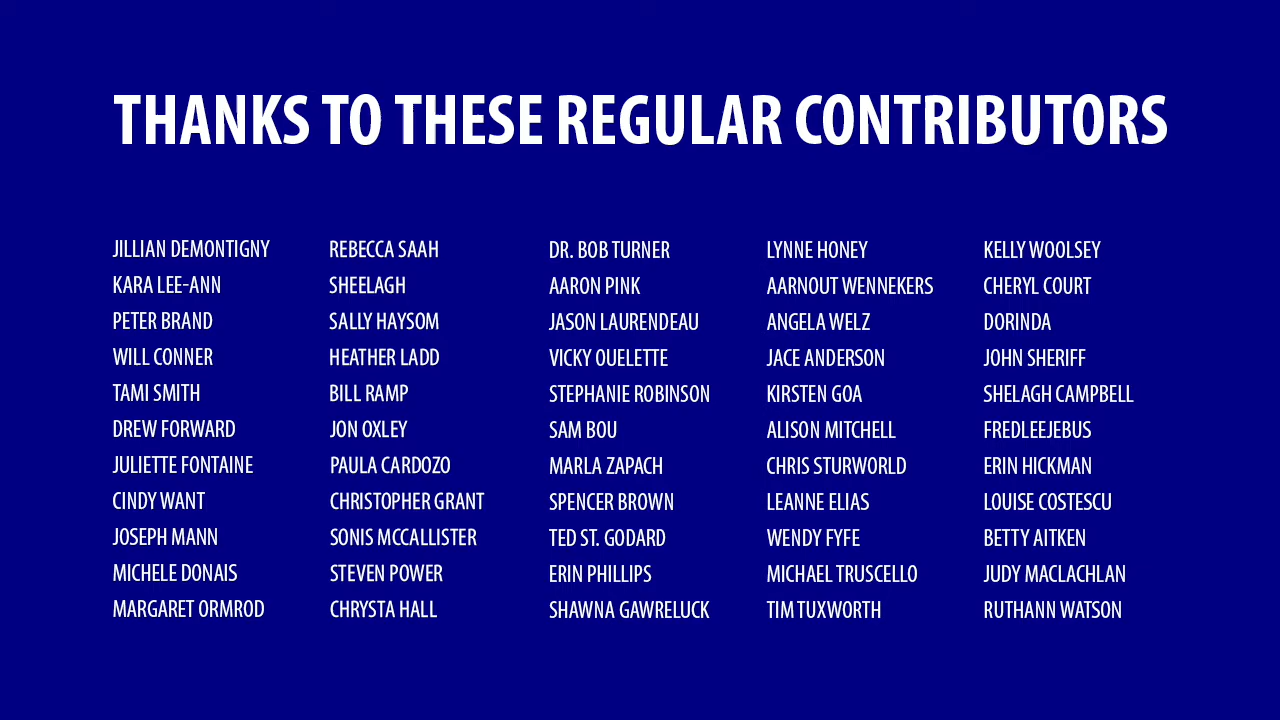 THANKS TO THESE REGULAR CONTRIBUTORS
JILLIAN DEMONTIGNY
KARA LEE-ANN
PETER BRAND
WILL CONNER
TAMI SMITH
DREW FORWARD
JULIETTE FONTAINE
CINDY WANT
JOSEPH MANN
MICHELE DONAIS
MARGARET ORMROD
REBECCA SAAH
SHEELAGH
SALLY HAYSOM
HEATHER LADD
BILL RAMP
JON OXLEY
PAULA CARDOZO
CHRISTOPHER GRANT
SONIS MCCALLISTER
STEVEN POWER
CHRYSTA HALL
DR. BOB TURNER
AARON PINK
JASON LAURENDEAU
VICKY OUELETTE
STEPHANIE ROBINSON
SAM BOU
MARLA ZAPACH
SPENCER BROWN
TED ST. GODARD
ERIN PHILLIPS
SHAWNA GAWRELUCK
LYNNE HONEY
AARNOUT WENNEKERS
ANGELA WELZ
JACE ANDERSON
KIRSTEN GOA
ALISON MITCHELL
CHRIS STURWORLD
LEANNE ELIAS
WENDY FYFE
MICHAEL TRUSCELLO
TIM TUXWORTH
KELLY WOOLSEY
CHERYL COURT
DORINDA
JOHN SHERIFF
SHELAGH CAMPBELL
FREDLEEJEBUS
ERIN HICKMAN
LOUISE COSTESCU
BETTY AITKEN
JUDY MACLACHLAN
RUTHANN WATSON